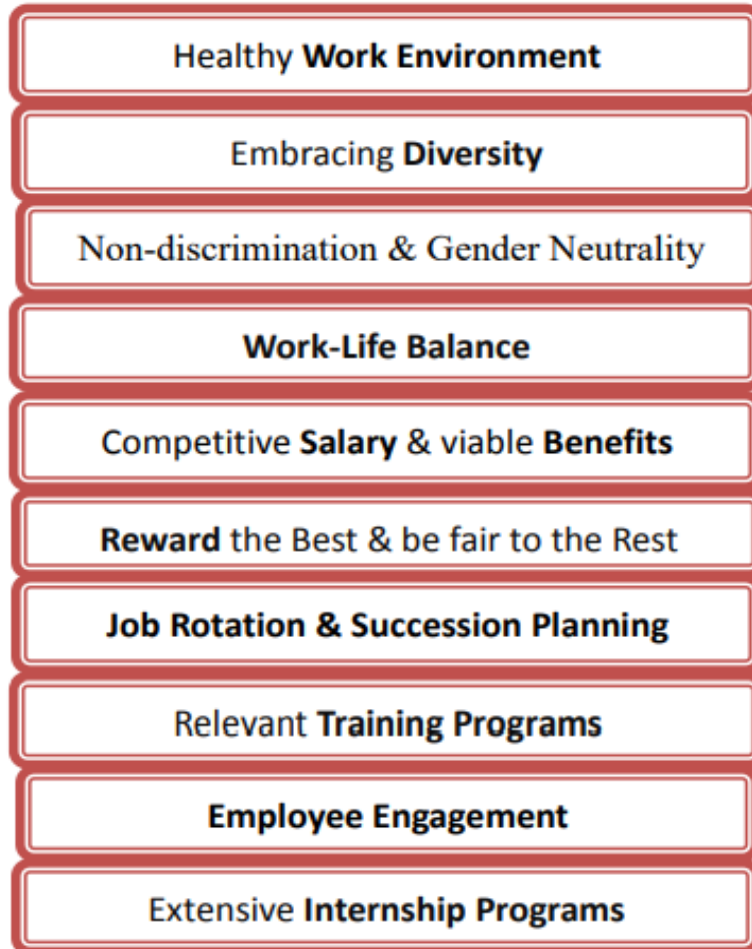 Healthy Work Environment
Embracing Diversity
Non-discrimination & Gender Neutrality
Work-Life Balance
Competitive Salary & viable Benefits
Reward the Best & be fair to the Rest
Job Rotation & Succession Planning
Relevant Training Programs
Employee Engagement
Extensive Internship Programs